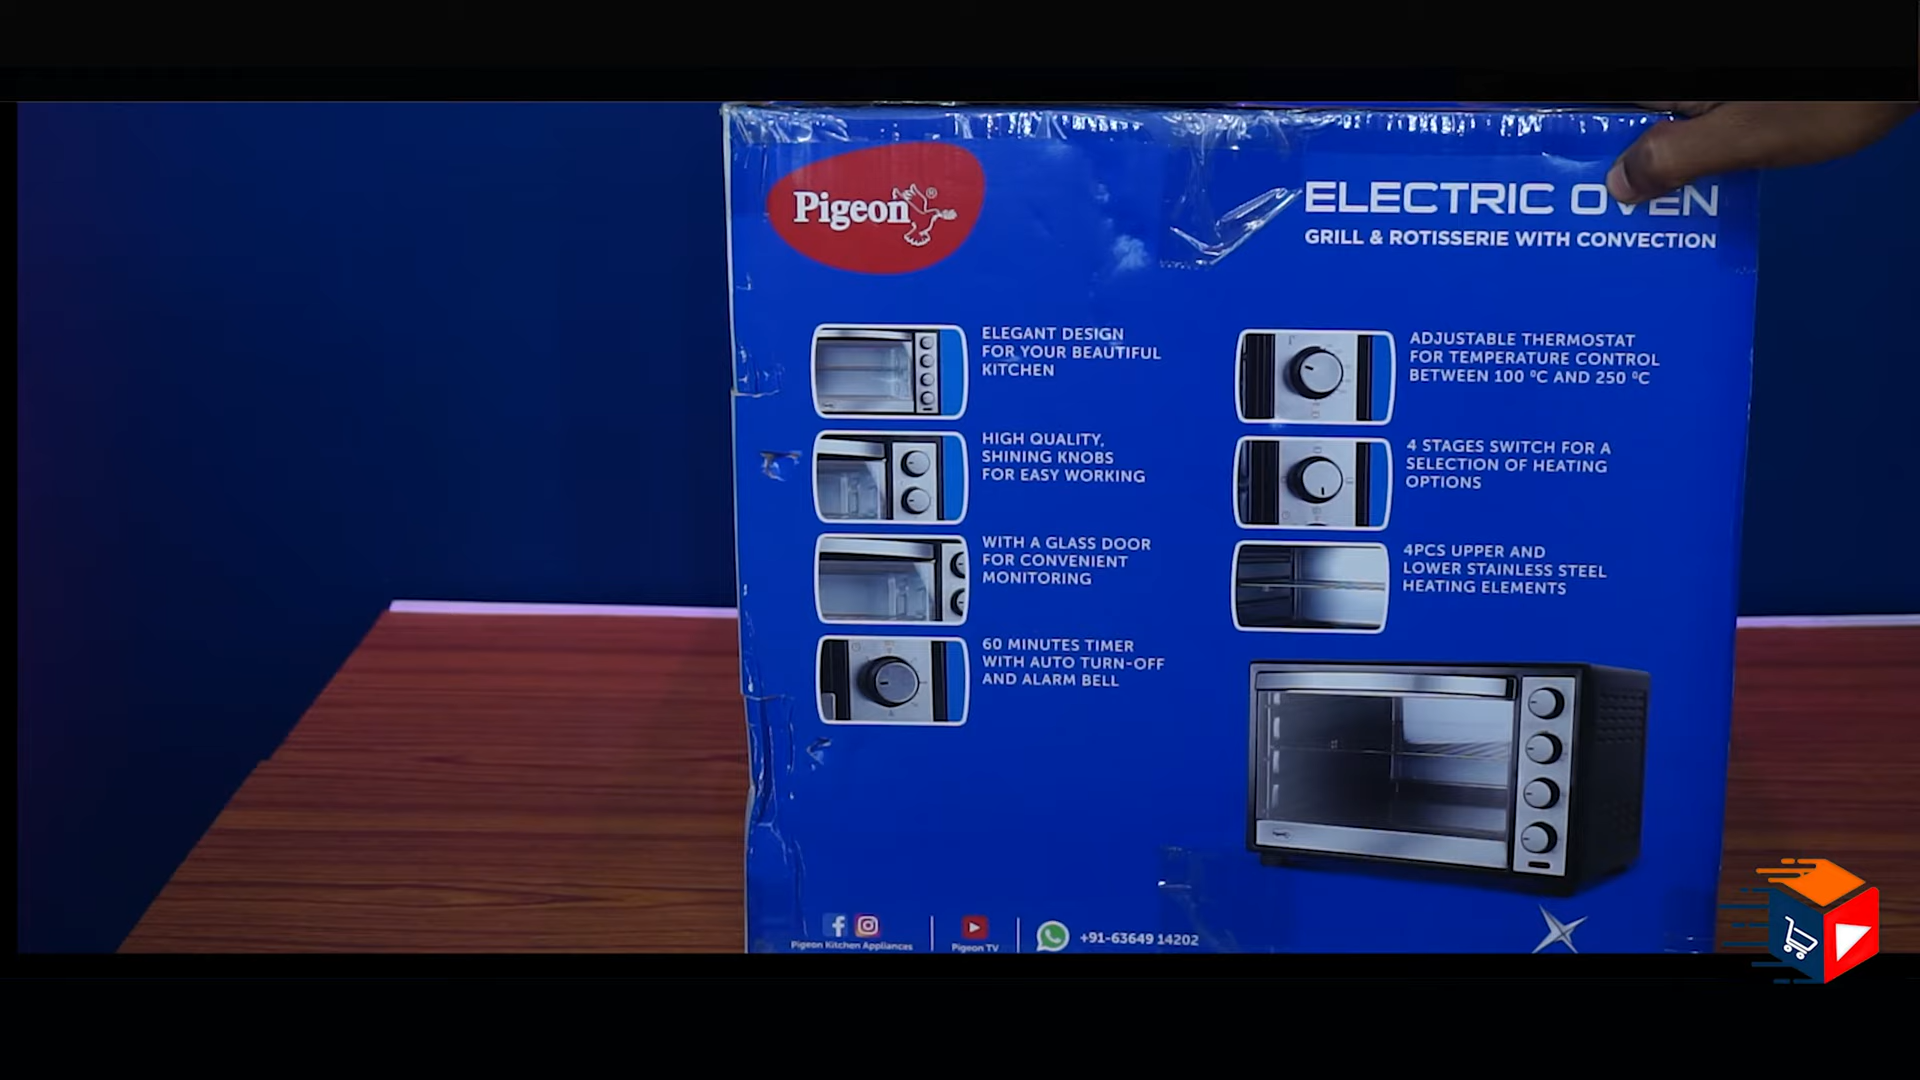 Pigeon®
ELECTRIC OVEN
GRILL & ROTISSERIE WITH CONVECTION
ELEGANT DESIGN
FOR YOUR BEAUTIFUL
KITCHEN
HIGH QUALITY,
SHINING KNOBS
FOR EASY WORKING
WITH A GLASS DOOR
FOR CONVENIENT
MONITORING
60 MINUTES TIMER
WITH AUTO TURN-OFF
AND ALARM BELL
ADJUSTABLE THERMOSTAT
FOR TEMPERATURE CONTROL
BETWEEN 100 ºC AND 250 ºC
4 STAGES SWITCH FOR A
SELECTION OF HEATING
OPTIONS
4PCS UPPER AND
LOWER STAINLESS STEEL
HEATING ELEMENTS
Pigeon Kitchen Appliances
Pigeon TV
+91-63649 14202